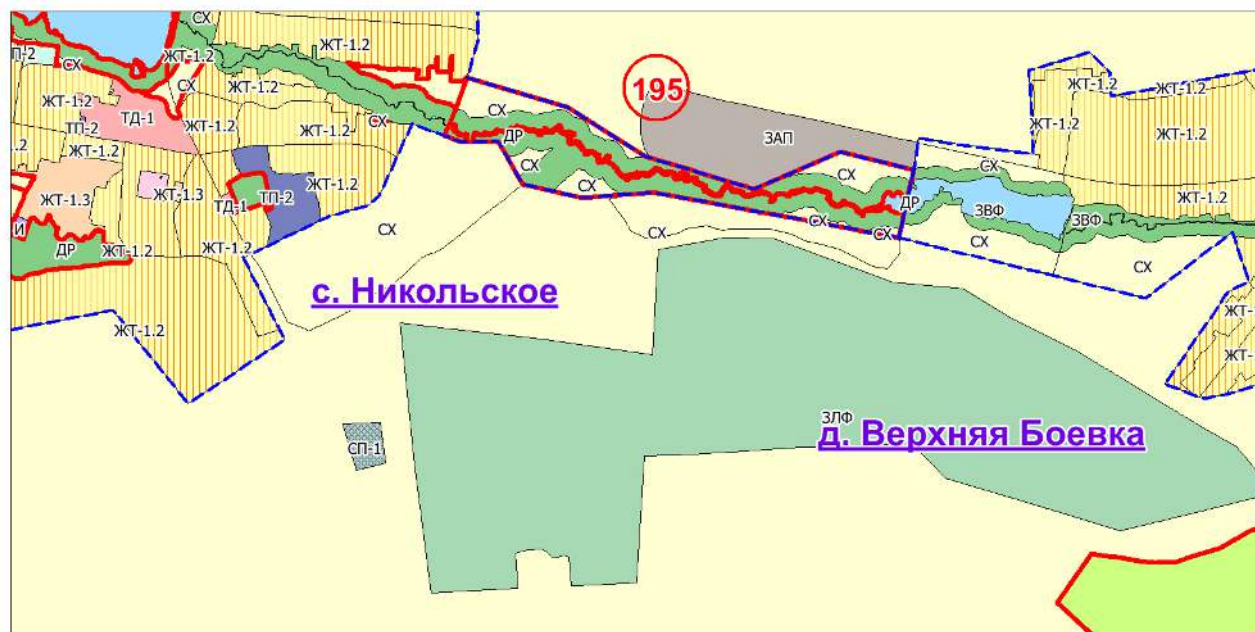 СХ
ЖТ-1.2
ЖТ-1.2
П-2
СХ
СХ
ЖТ-1.2
ЖТ-1.2
195
СХ
ЖТ-1.2
ЖТ-1.2
ТД-1
ЖТ-1.2
СХ
ДР
ЗАП
ТП-2
ЖТ-1.2
.2
ЖТ-1.2
СХ
СХ
СХ
СХ
ЖТ-1.3
ЖТ-1.3
ТД-1
ТП-2
ЖТ-1.2
ДР
ЗВФ
ЗВФ
ЖТ-1.2
И
ДР
ЖТ-1.2
ЖТ-1.2
СХ
СХ
СХ
СХ
СХ
СХ
с. Никольское
ЖТ-1.2
ЖТ-
ЖТ-
ЗЛФ
д. Верхняя Боевка
СП-1